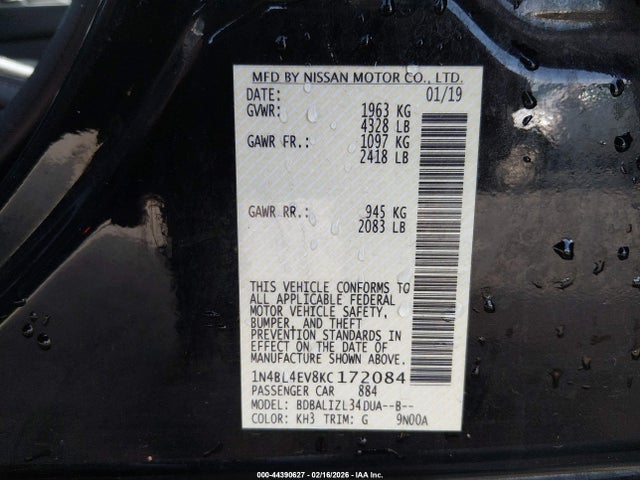 MFD BY NISSAN MOTOR CO., LTD.
DATE: 01/19
GVWR: 1963 KG
4328 LB
GAWR FR.: 1097 KG
2418 LB
GAWR RR.: 945 KG
2083 LB
THIS VEHICLE CONFORMS TO
ALL APPLICABLE FEDERAL
MOTOR VEHICLE SAFETY,
BUMPER, AND THEFT
PREVENTION STANDARDS IN
EFFECT ON THE DATE OF
MANUFACTURE SHOWN ABOVE.
1N4BL4EV8KC172084
PASSENGER CAR 884
MODEL: BDBALIZL34DUA--B--
COLOR: KH3 TRIM: G 9N00A
000-44390627 - 02/16/2026 - IAA Inc.